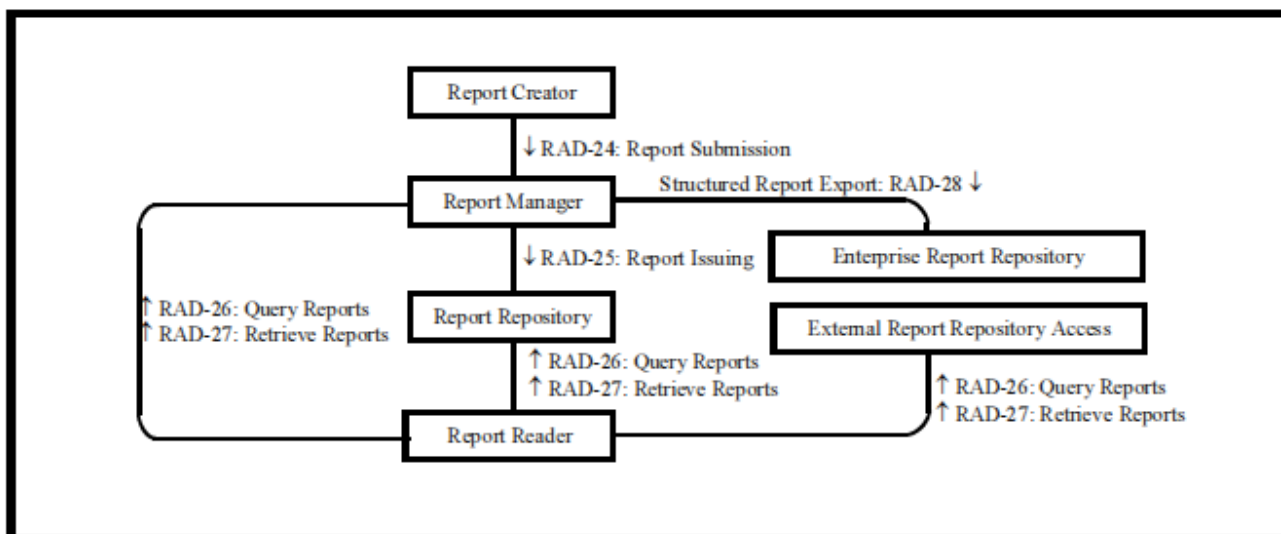 Report Creator
↓ RAD-24: Report Submission
Structured Report Export: RAD-28 ↓
Report Manager
↓ RAD-25: Report Issuing
Enterprise Report Repository
↑ RAD-26: Query Reports
↑ RAD-27: Retrieve Reports
Report Repository
External Report Repository Access
↑ RAD-26: Query Reports
↑ RAD-27: Retrieve Reports
↑ RAD-26: Query Reports
↑ RAD-27: Retrieve Reports
Report Reader